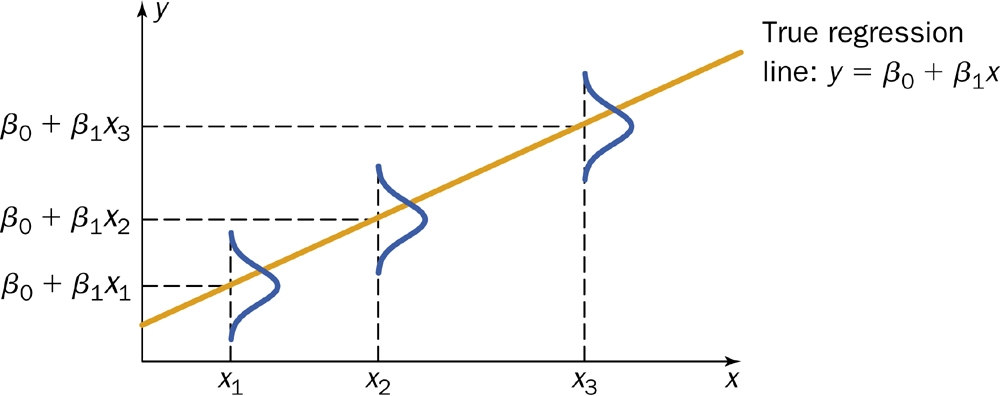 y
True regression
line: y = β₀ + β₁x
β₀ + β₁x₃
β₀ + β₁x₂
β₀ + β₁x₁
x₁
x₂
x₃
x